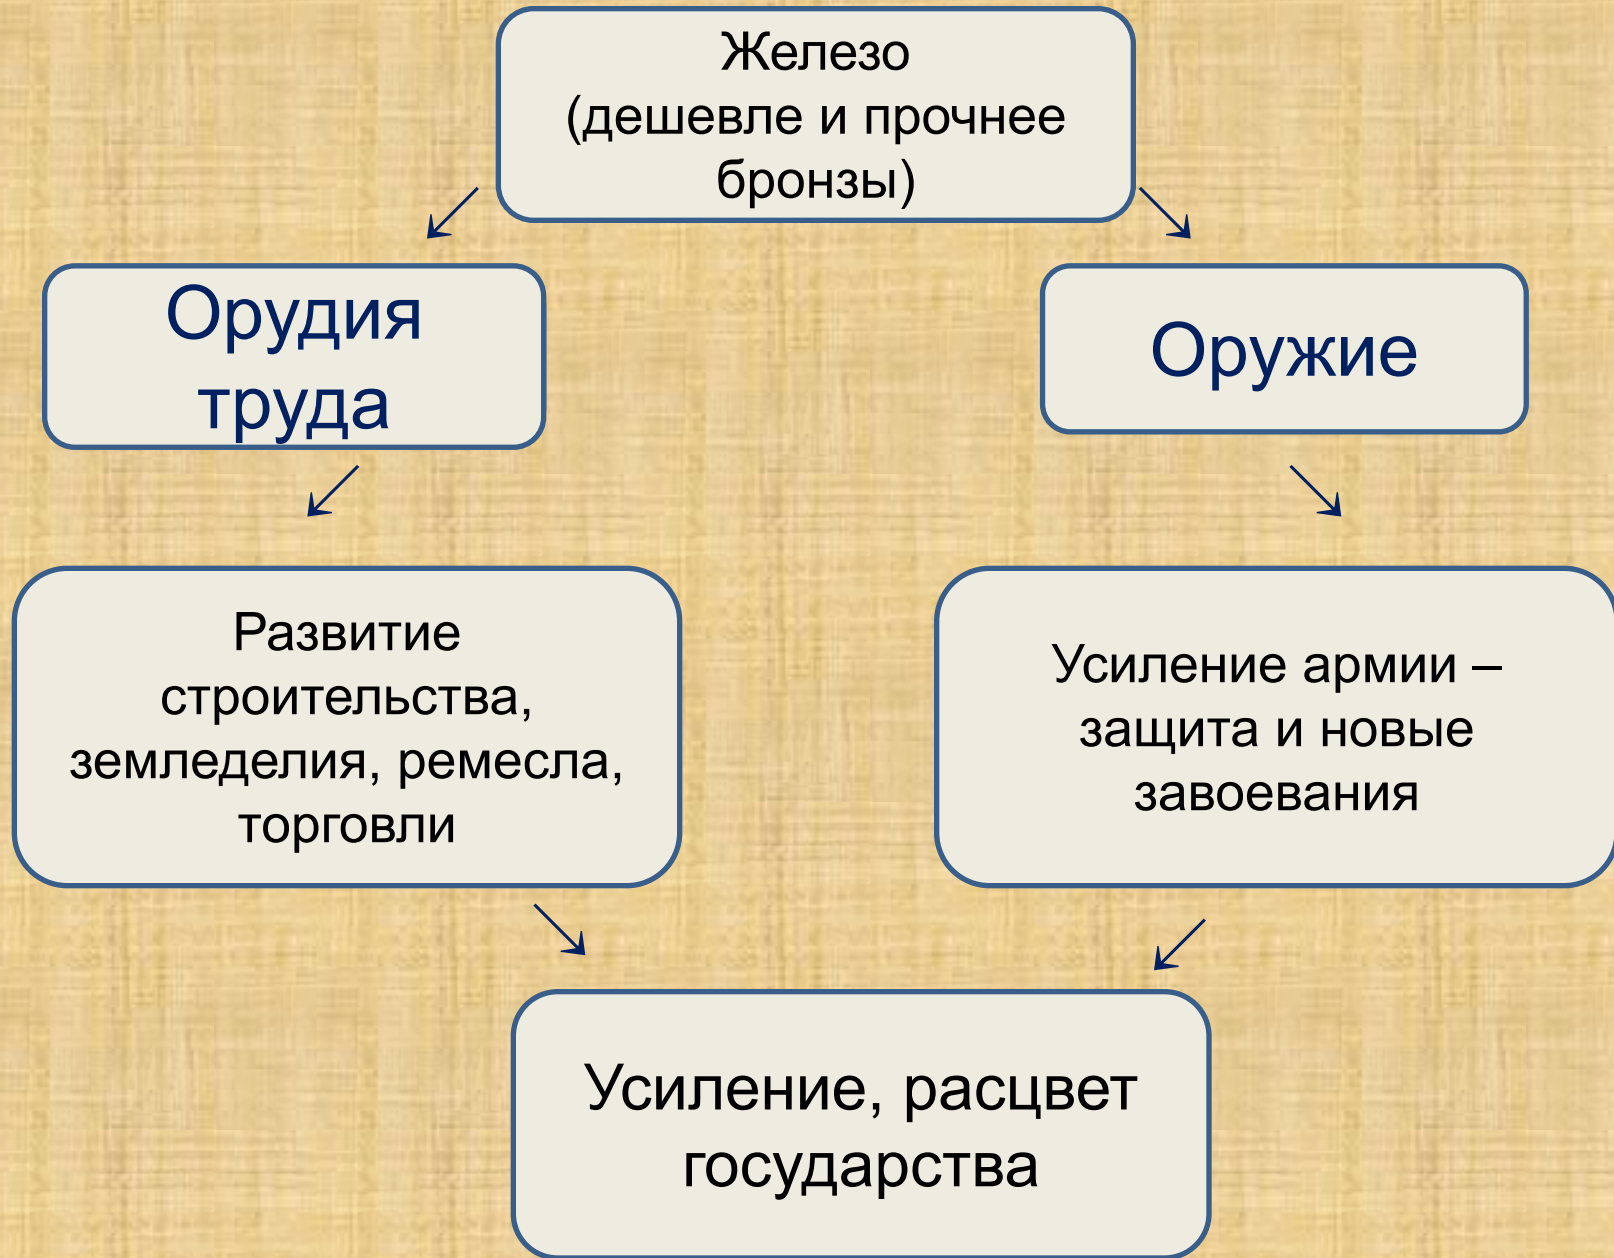 Железо
(дешевле и прочнее
бронзы)
Орудия
труда
Оружие
Развитие
строительства,
земледелия, ремесла,
торговли
Усиление армии –
защита и новые
завоевания
Усиление, расцвет
государства